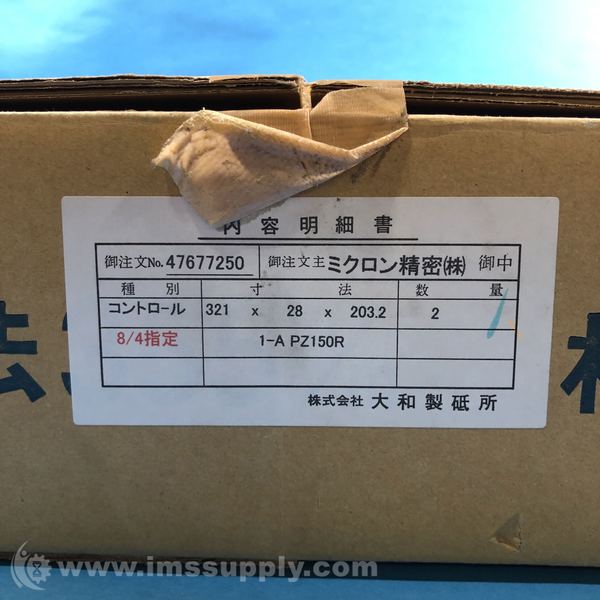 内容明細書
御注文No. 47677250 御注文主 ミクロン精密(株) 御中
種別 寸法 数量
コントロール 321 x 28 x 203.2 2
8/4指定 1-A PZ150R
株式会社 大和製砥所
www.imssupply.com